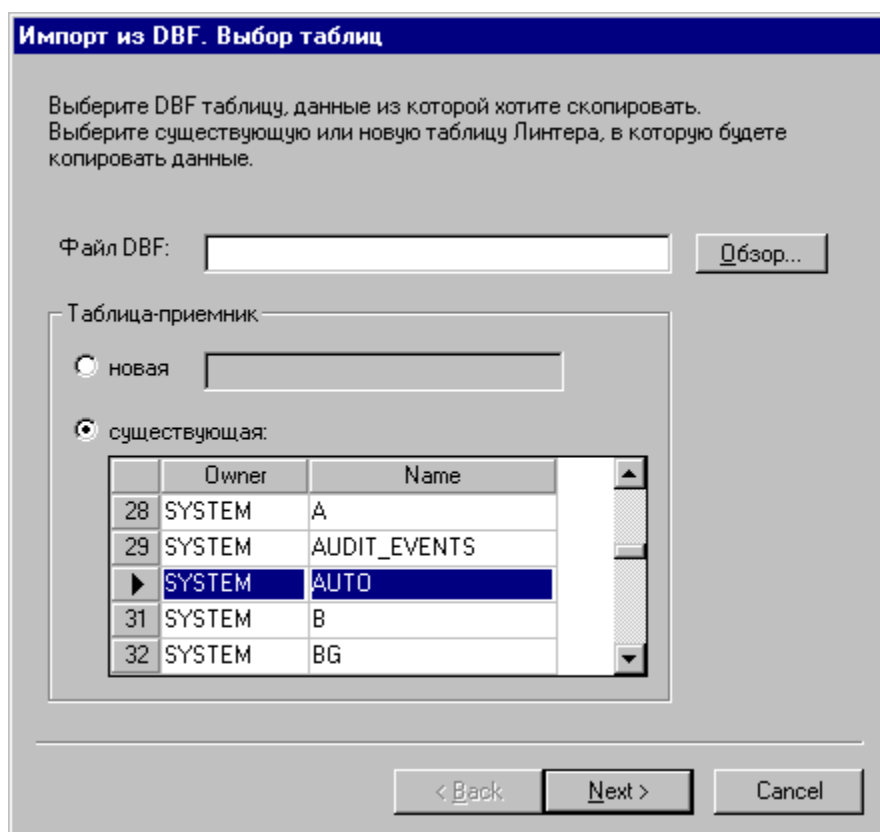 Импорт из DBF. Выбор таблиц
Выберите DBF таблицу, данные из которой хотите скопировать.
Выберите существующую или новую таблицу Линтера, в которую будете
копировать данные.
Файл DBF:
Обзор...
Таблица-приемник
новая
существующая:
Owner Name
28 SYSTEM A
29 SYSTEM AUDIT_EVENTS
SYSTEM AUTO
31 SYSTEM B
32 SYSTEM BG
< Back Next > Cancel